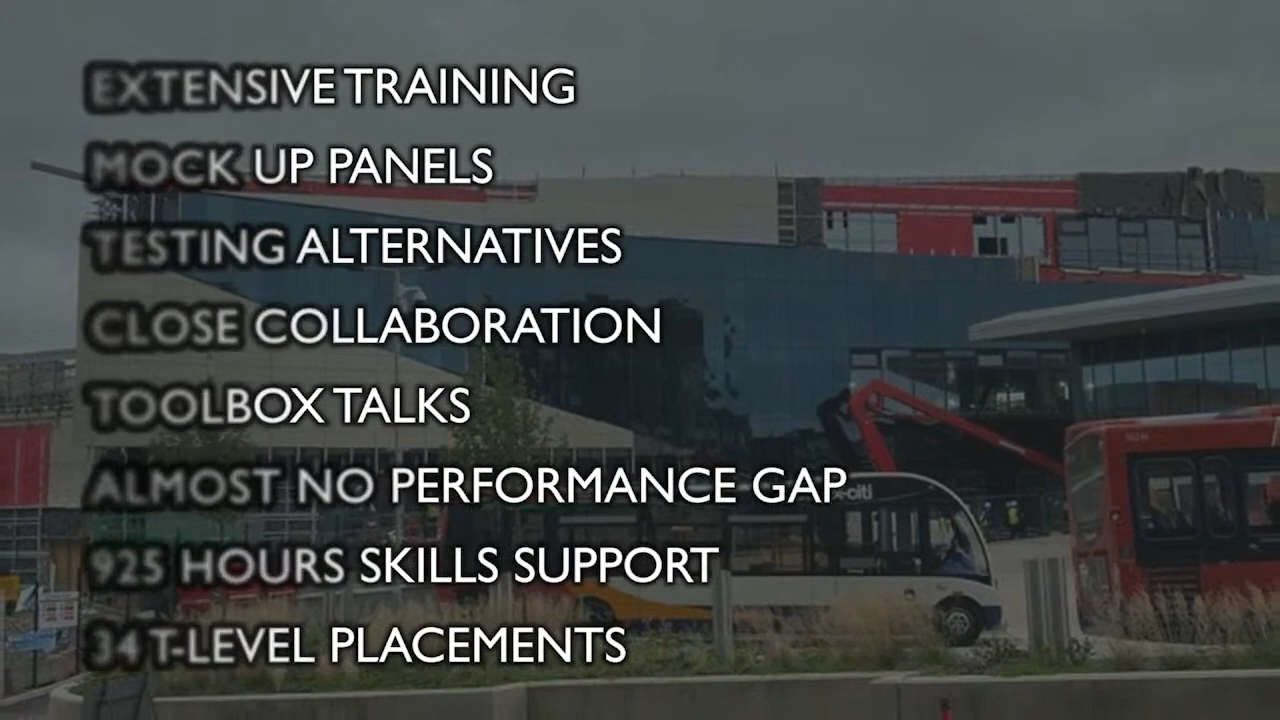 EXTENSIVE TRAINING
MOCK UP PANELS
TESTING ALTERNATIVES
CLOSE COLLABORATION
TOOLBOX TALKS
ALMOST NO PERFORMANCE GAP
citi
925 HOURS SKILLS SUPPORT
34 T-LEVEL PLACEMENTS